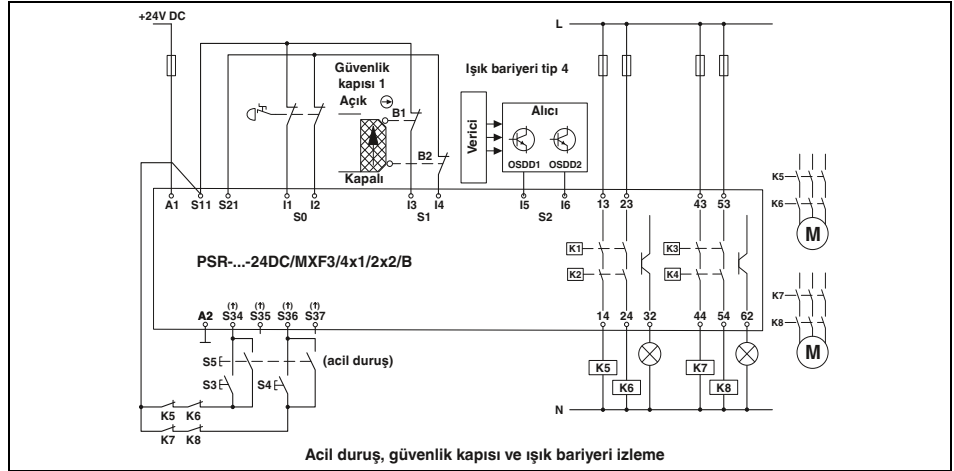 +24V DC
L
Güvenlik
kapısı 1
Açık
B1
B2
Kapalı
Işık bariyeri tip 4
Verici
Alıcı
OSDD1 OSDD2
A1 S11 S21 I1 I2 I3 I4 I5 I6 13 23 43 53
S0 S1 S2
K5
K6
M
K1
K2
K3
K4
PSR-...-24DC/MXF3/4x1/2x2/B
K7
K8
M
(†) (†) (†) (†)
A2 S34 S35 S36 S37 14 24 32 44 54 62
S5 (acil duruş)
S3 S4
K5
K6
K7
K8
K5 K6
K7 K8
N
Acil duruş, güvenlik kapısı ve ışık bariyeri izleme